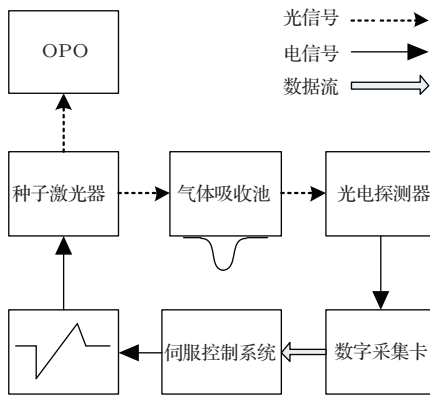 OPO
光信号
电信号
数据流
种子激光器
气体吸收池
光电探测器
伺服控制系统
数字采集卡